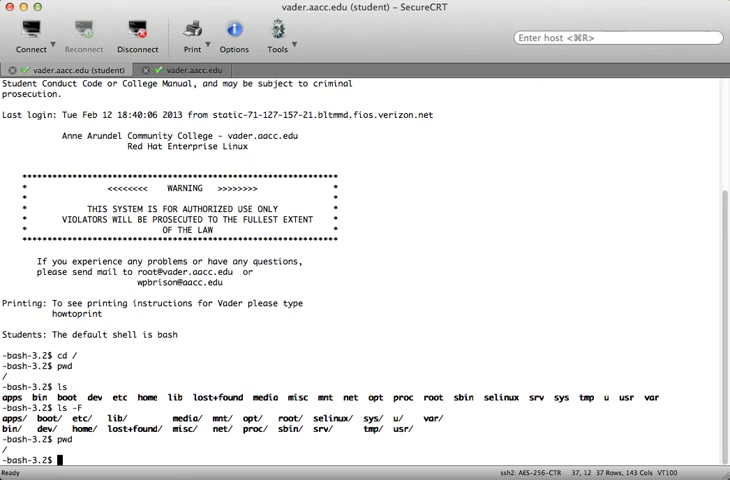 vader.aacc.edu (student) – SecureCRT
Connect Reconnect Disconnect Print Options Tools Enter host <⌘R>
vader.aacc.edu (student) vader.aacc.edu
Student Conduct Code or College Manual, and may be subject to criminal
prosecution.
Last login: Tue Feb 12 18:40:06 2013 from static-71-127-157-21.bltmmd.fios.verizon.net
Anne Arundel Community College - vader.aacc.edu
Red Hat Enterprise Linux
****************************************************************
* <<<<<<<< WARNING >>>>>>>> *
* *
* THIS SYSTEM IS FOR AUTHORIZED USE ONLY *
* VIOLATORS WILL BE PROSECUTED TO THE FULLEST EXTENT *
* OF THE LAW *
****************************************************************
If you experience any problems or have any questions,
please send mail to root@vader.aacc.edu or
wpbrison@aacc.edu
Printing: To see printing instructions for Vader please type
howtoprint
Students: The default shell is bash
-bash-3.2$ cd /
-bash-3.2$ pwd
/
-bash-3.2$ ls
apps bin boot dev etc home lib lost+found media misc mnt net opt proc root sbin selinux srv sys tmp u usr var
-bash-3.2$ ls -F
apps/ boot/ etc/ lib/ media/ mnt/ opt/ root/ selinux/ sys/ u/ var/
bin/ dev/ home/ lost+found/ misc/ net/ proc/ sbin/ srv/ tmp/ usr/
-bash-3.2$ pwd
/
-bash-3.2$
Ready ssh2: AES-256-CTR 37, 12 37 Rows, 143 Cols VT100